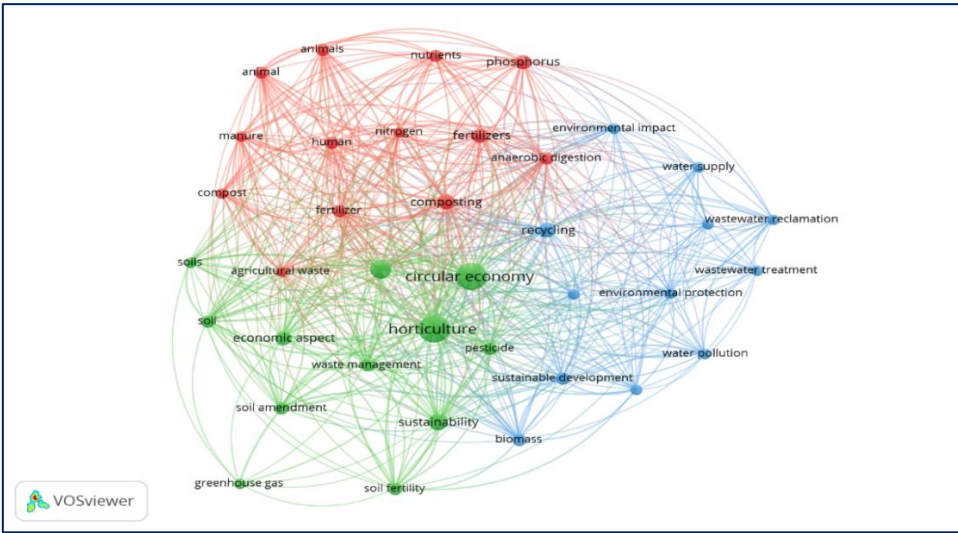 animals
nutrients
phosphorus
animal
environmental impact
nitrogen
manure
human
fertilizers
anaerobic digestion
water supply
compost
composting
fertilizer
wastewater reclamation
recycling
soils
agricultural waste
circular economy
wastewater treatment
environmental protection
soil
horticulture
economic aspect
pesticide
water pollution
waste management
sustainable development
soil amendment
sustainability
biomass
greenhouse gas
soil fertility
VOSviewer